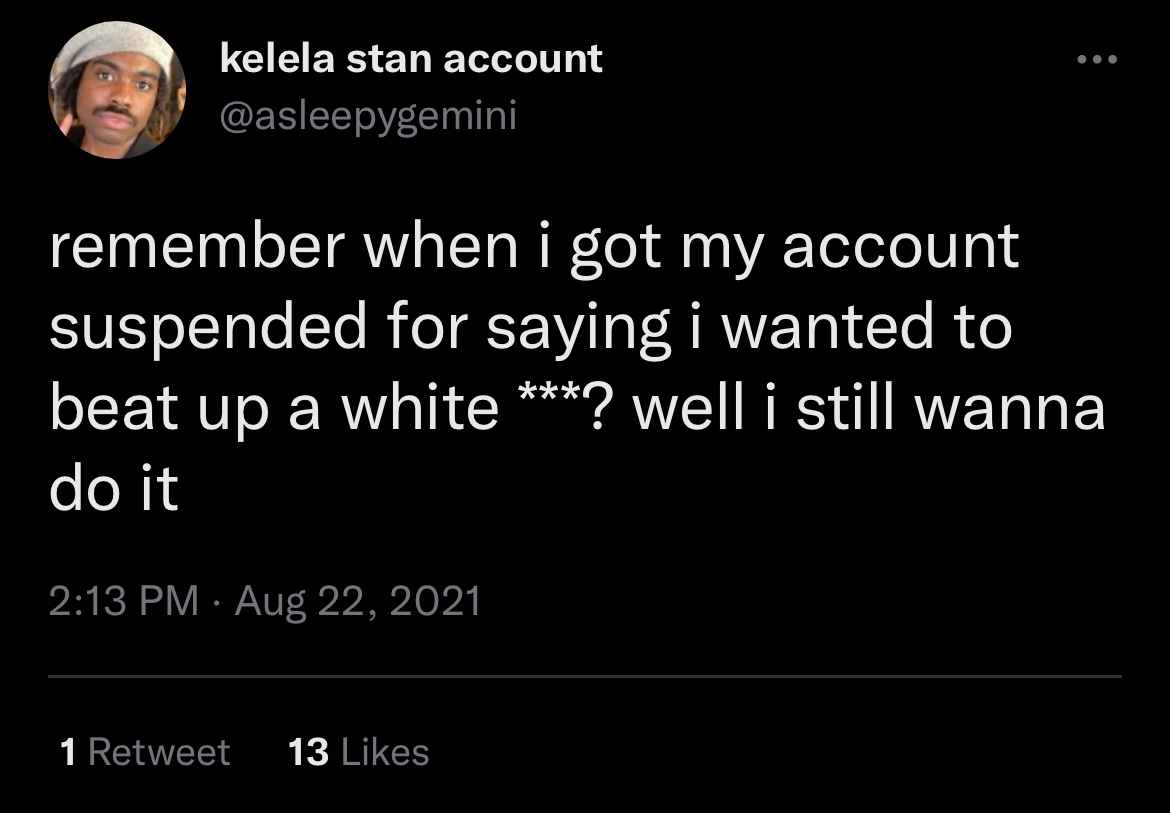 kelela stan account
@asleepygemini
remember when i got my account
suspended for saying i wanted to
beat up a white ***? well i still wanna
do it
2:13 PM · Aug 22, 2021
1 Retweet 13 Likes